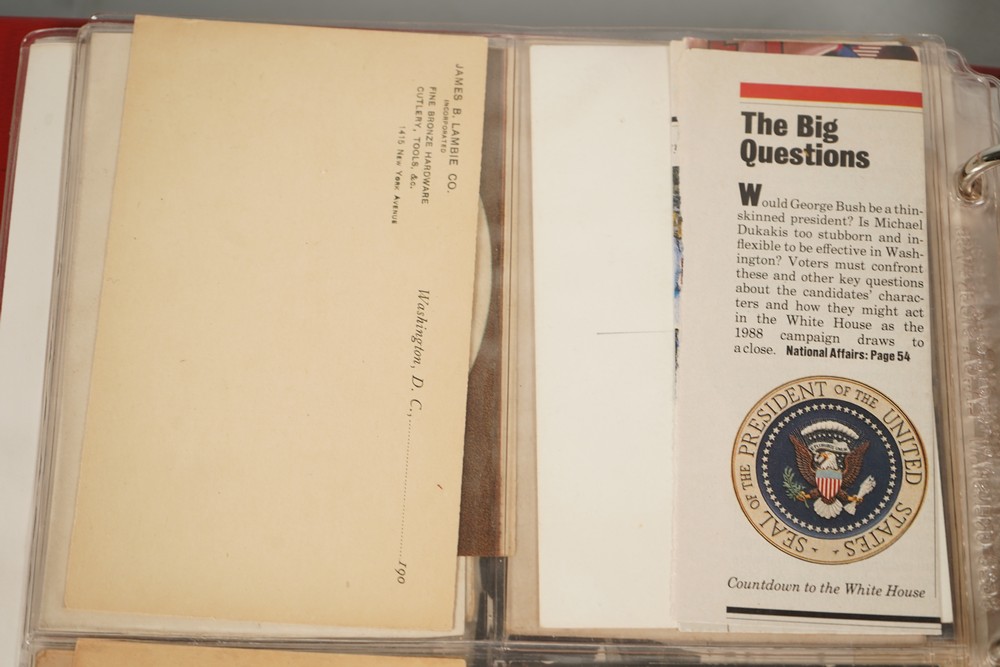 JAMES B. LAMBIE CO.
INCORPORATED
FINE BRONZE HARDWARE
CUTLERY, TOOLS, &c.
1415 NEW YORK AVENUE
Washington, D. C.,..............................190
The Big
Questions
Would George Bush be a thin-
skinned president? Is Michael
Dukakis too stubborn and in-
flexible to be effective in Wash-
ington? Voters must confront
these and other key questions
about the candidates' charac-
ters and how they might act
in the White House as the
1988 campaign draws to
a close. National Affairs: Page 54
SEAL OF THE PRESIDENT OF THE UNITED STATES
Countdown to the White House